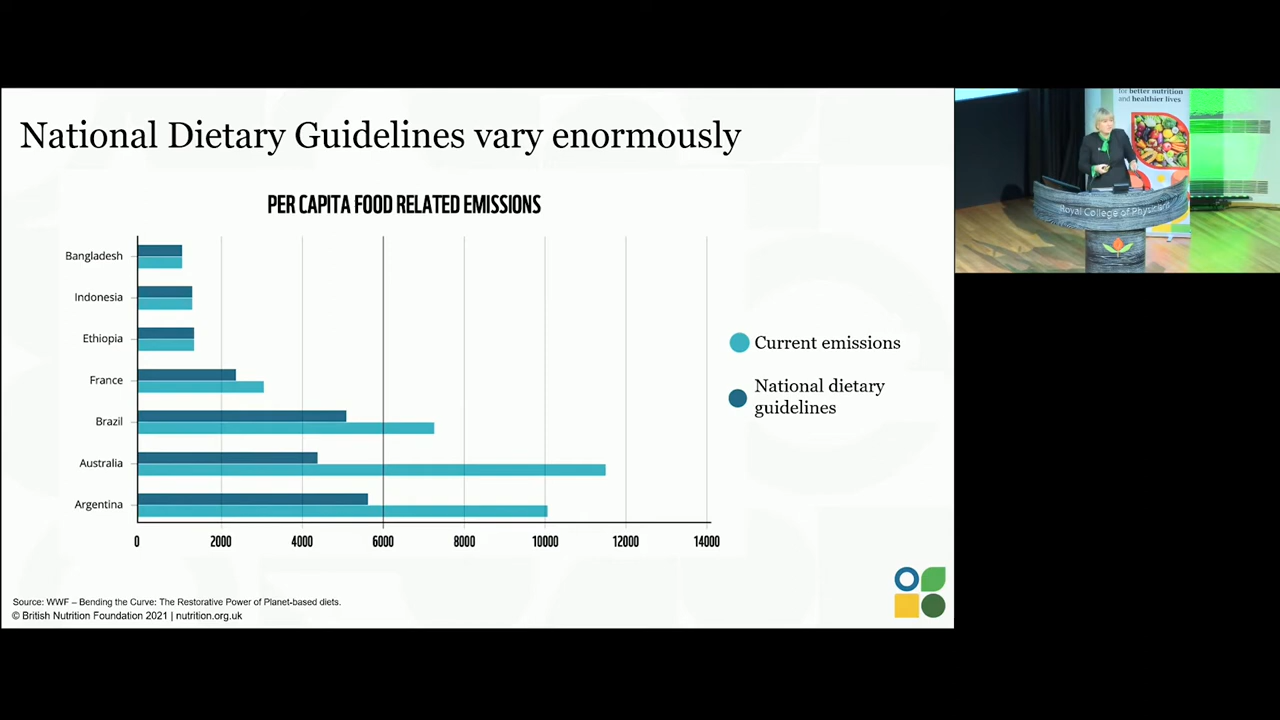 National Dietary Guidelines vary enormously
PER CAPITA FOOD RELATED EMISSIONS
Bangladesh
Indonesia
Ethiopia
France
Brazil
Australia
Argentina
0 2000 4000 6000 8000 10000 12000 14000
Current emissions
National dietary
guidelines
Source: WWF – Bending the Curve: The Restorative Power of Planet-based diets.
© British Nutrition Foundation 2021 | nutrition.org.uk
for better nutrition
and healthier lives
Royal College of